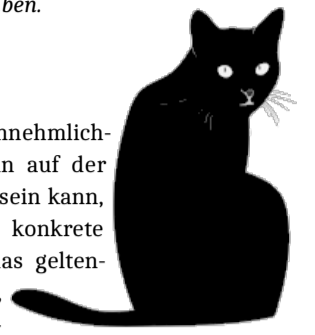 ben.
nnehmlich-
n auf der
sein kann,
konkrete
as gelten-